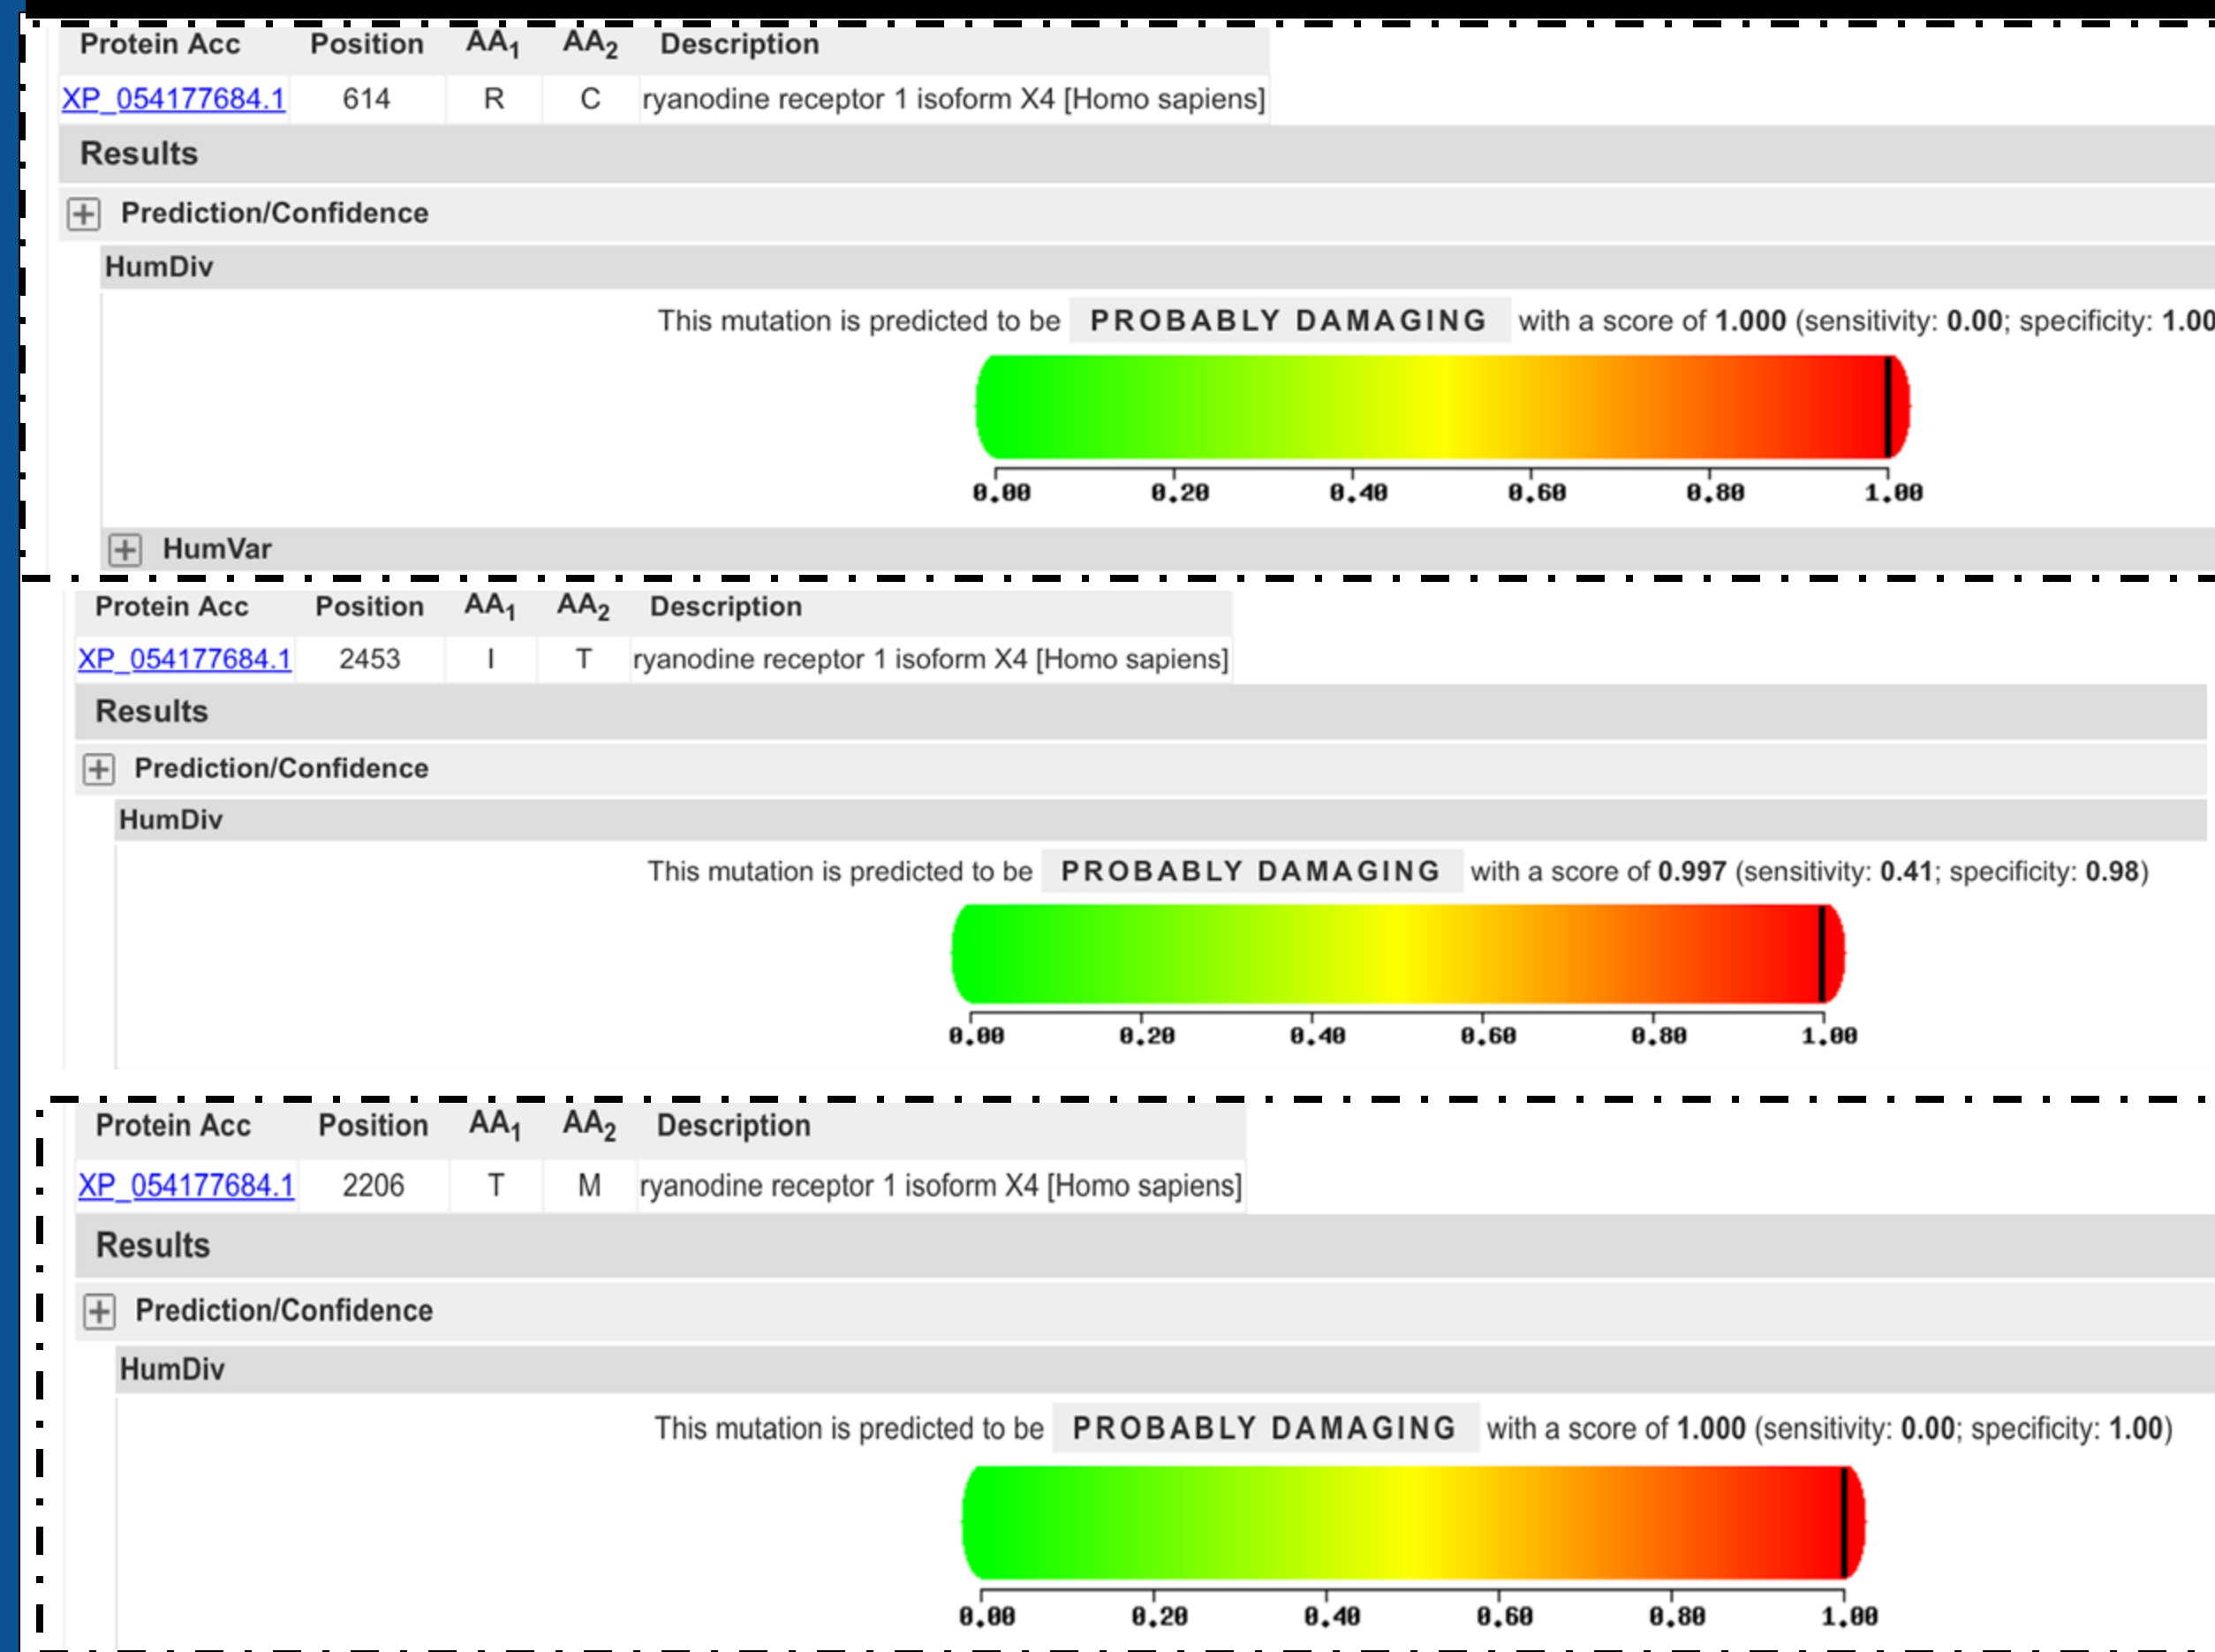 Protein Acc Position AA1 AA2 Description
XP_054177684.1 614 R C ryanodine receptor 1 isoform X4 [Homo sapiens]
Results
Prediction/Confidence
HumDiv
This mutation is predicted to be PROBABLY DAMAGING with a score of 1.000 (sensitivity: 0.00; specificity: 1.00
0.00 0.20 0.40 0.60 0.80 1.00
HumVar
Protein Acc Position AA1 AA2 Description
XP_054177684.1 2453 I T ryanodine receptor 1 isoform X4 [Homo sapiens]
Results
Prediction/Confidence
HumDiv
This mutation is predicted to be PROBABLY DAMAGING with a score of 0.997 (sensitivity: 0.41; specificity: 0.98)
0.00 0.20 0.40 0.60 0.80 1.00
Protein Acc Position AA1 AA2 Description
XP_054177684.1 2206 T M ryanodine receptor 1 isoform X4 [Homo sapiens]
Results
Prediction/Confidence
HumDiv
This mutation is predicted to be PROBABLY DAMAGING with a score of 1.000 (sensitivity: 0.00; specificity: 1.00)
0.00 0.20 0.40 0.60 0.80 1.00